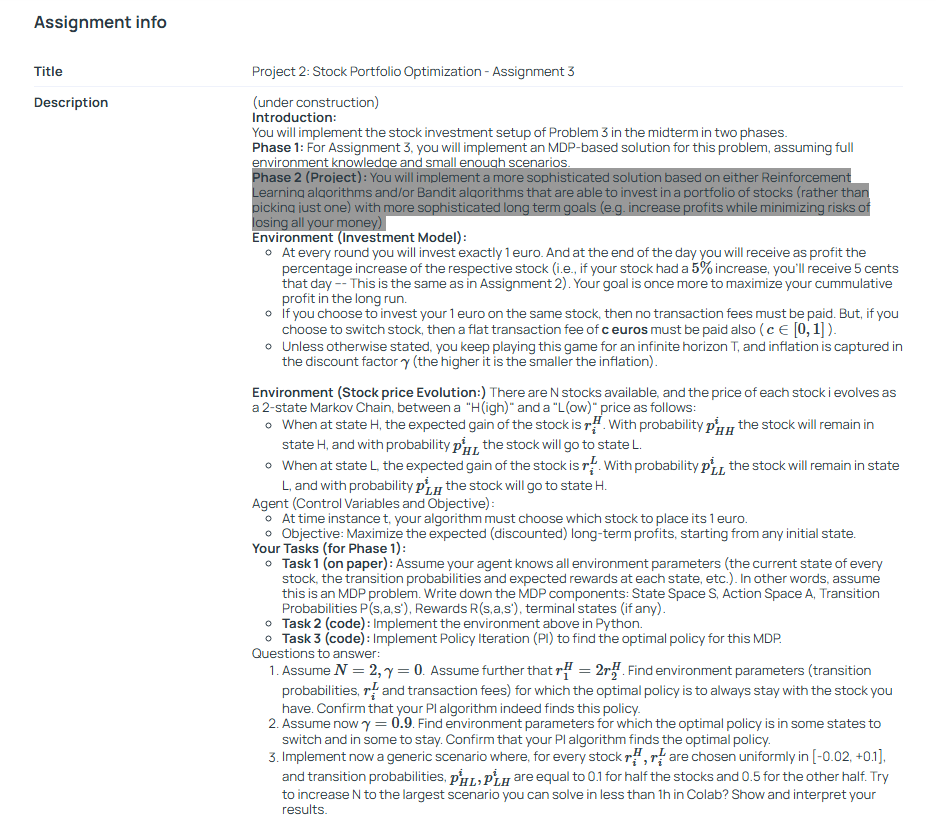 Assignment info
Title Project 2: Stock Portfolio Optimization - Assignment 3
Description (under construction)
Introduction:
You will implement the stock investment setup of Problem 3 in the midterm in two phases.
Phase 1: For Assignment 3, you will implement an MDP-based solution for this problem, assuming full
environment knowledge and small enough scenarios.
Phase 2 (Project): You will implement a more sophisticated solution based on either Reinforcement
Learning algorithms and/or Bandit algorithms that are able to invest in a portfolio of stocks (rather than
picking just one) with more sophisticated long term goals (e.g. increase profits while minimizing risks of
losing all your money)
Environment (Investment Model):
At every round you will invest exactly 1 euro. And at the end of the day you will receive as profit the
percentage increase of the respective stock (i.e., if your stock had a 5% increase, you'll receive 5 cents
that day -- This is the same as in Assignment 2). Your goal is once more to maximize your cummulative
profit in the long run.
If you choose to invest your 1 euro on the same stock, then no transaction fees must be paid. But, if you
choose to switch stock, then a flat transaction fee of c euros must be paid also ( c ∈ [0, 1] ).
Unless otherwise stated, you keep playing this game for an infinite horizon T, and inflation is captured in
the discount factor γ (the higher it is the smaller the inflation).
Environment (Stock price Evolution:) There are N stocks available, and the price of each stock i evolves as
a 2-state Markov Chain, between a "H(igh)" and a "L(ow)" price as follows:
When at state H, the expected gain of the stock is r_i^H. With probability p_{HH}^i the stock will remain in
state H, and with probability p_{HL}^i the stock will go to state L.
When at state L, the expected gain of the stock is r_i^L. With probability p_{LL}^i the stock will remain in state
L, and with probability p_{LH}^i the stock will go to state H.
Agent (Control Variables and Objective):
At time instance t, your algorithm must choose which stock to place its 1 euro.
Objective: Maximize the expected (discounted) long-term profits, starting from any initial state.
Your Tasks (for Phase 1):
Task 1 (on paper): Assume your agent knows all environment parameters (the current state of every
stock, the transition probabilities and expected rewards at each state, etc.). In other words, assume
this is an MDP problem. Write down the MDP components: State Space S, Action Space A, Transition
Probabilities P(s,a,s'), Rewards R(s,a,s'), terminal states (if any).
Task 2 (code): Implement the environment above in Python.
Task 3 (code): Implement Policy Iteration (PI) to find the optimal policy for this MDP.
Questions to answer:
1. Assume N = 2, γ = 0. Assume further that r_1^H = 2r_2^H. Find environment parameters (transition
probabilities, r_i^L and transaction fees) for which the optimal policy is to always stay with the stock you
have. Confirm that your PI algorithm indeed finds this policy.
2. Assume now γ = 0.9. Find environment parameters for which the optimal policy is in some states to
switch and in some to stay. Confirm that your PI algorithm finds the optimal policy.
3. Implement now a generic scenario where, for every stock r_i^H, r_i^L are chosen uniformly in [-0.02, +0.1],
and transition probabilities, p_{HL}^i, p_{LH}^i are equal to 0.1 for half the stocks and 0.5 for the other half. Try
to increase N to the largest scenario you can solve in less than 1h in Colab? Show and interpret your
results.